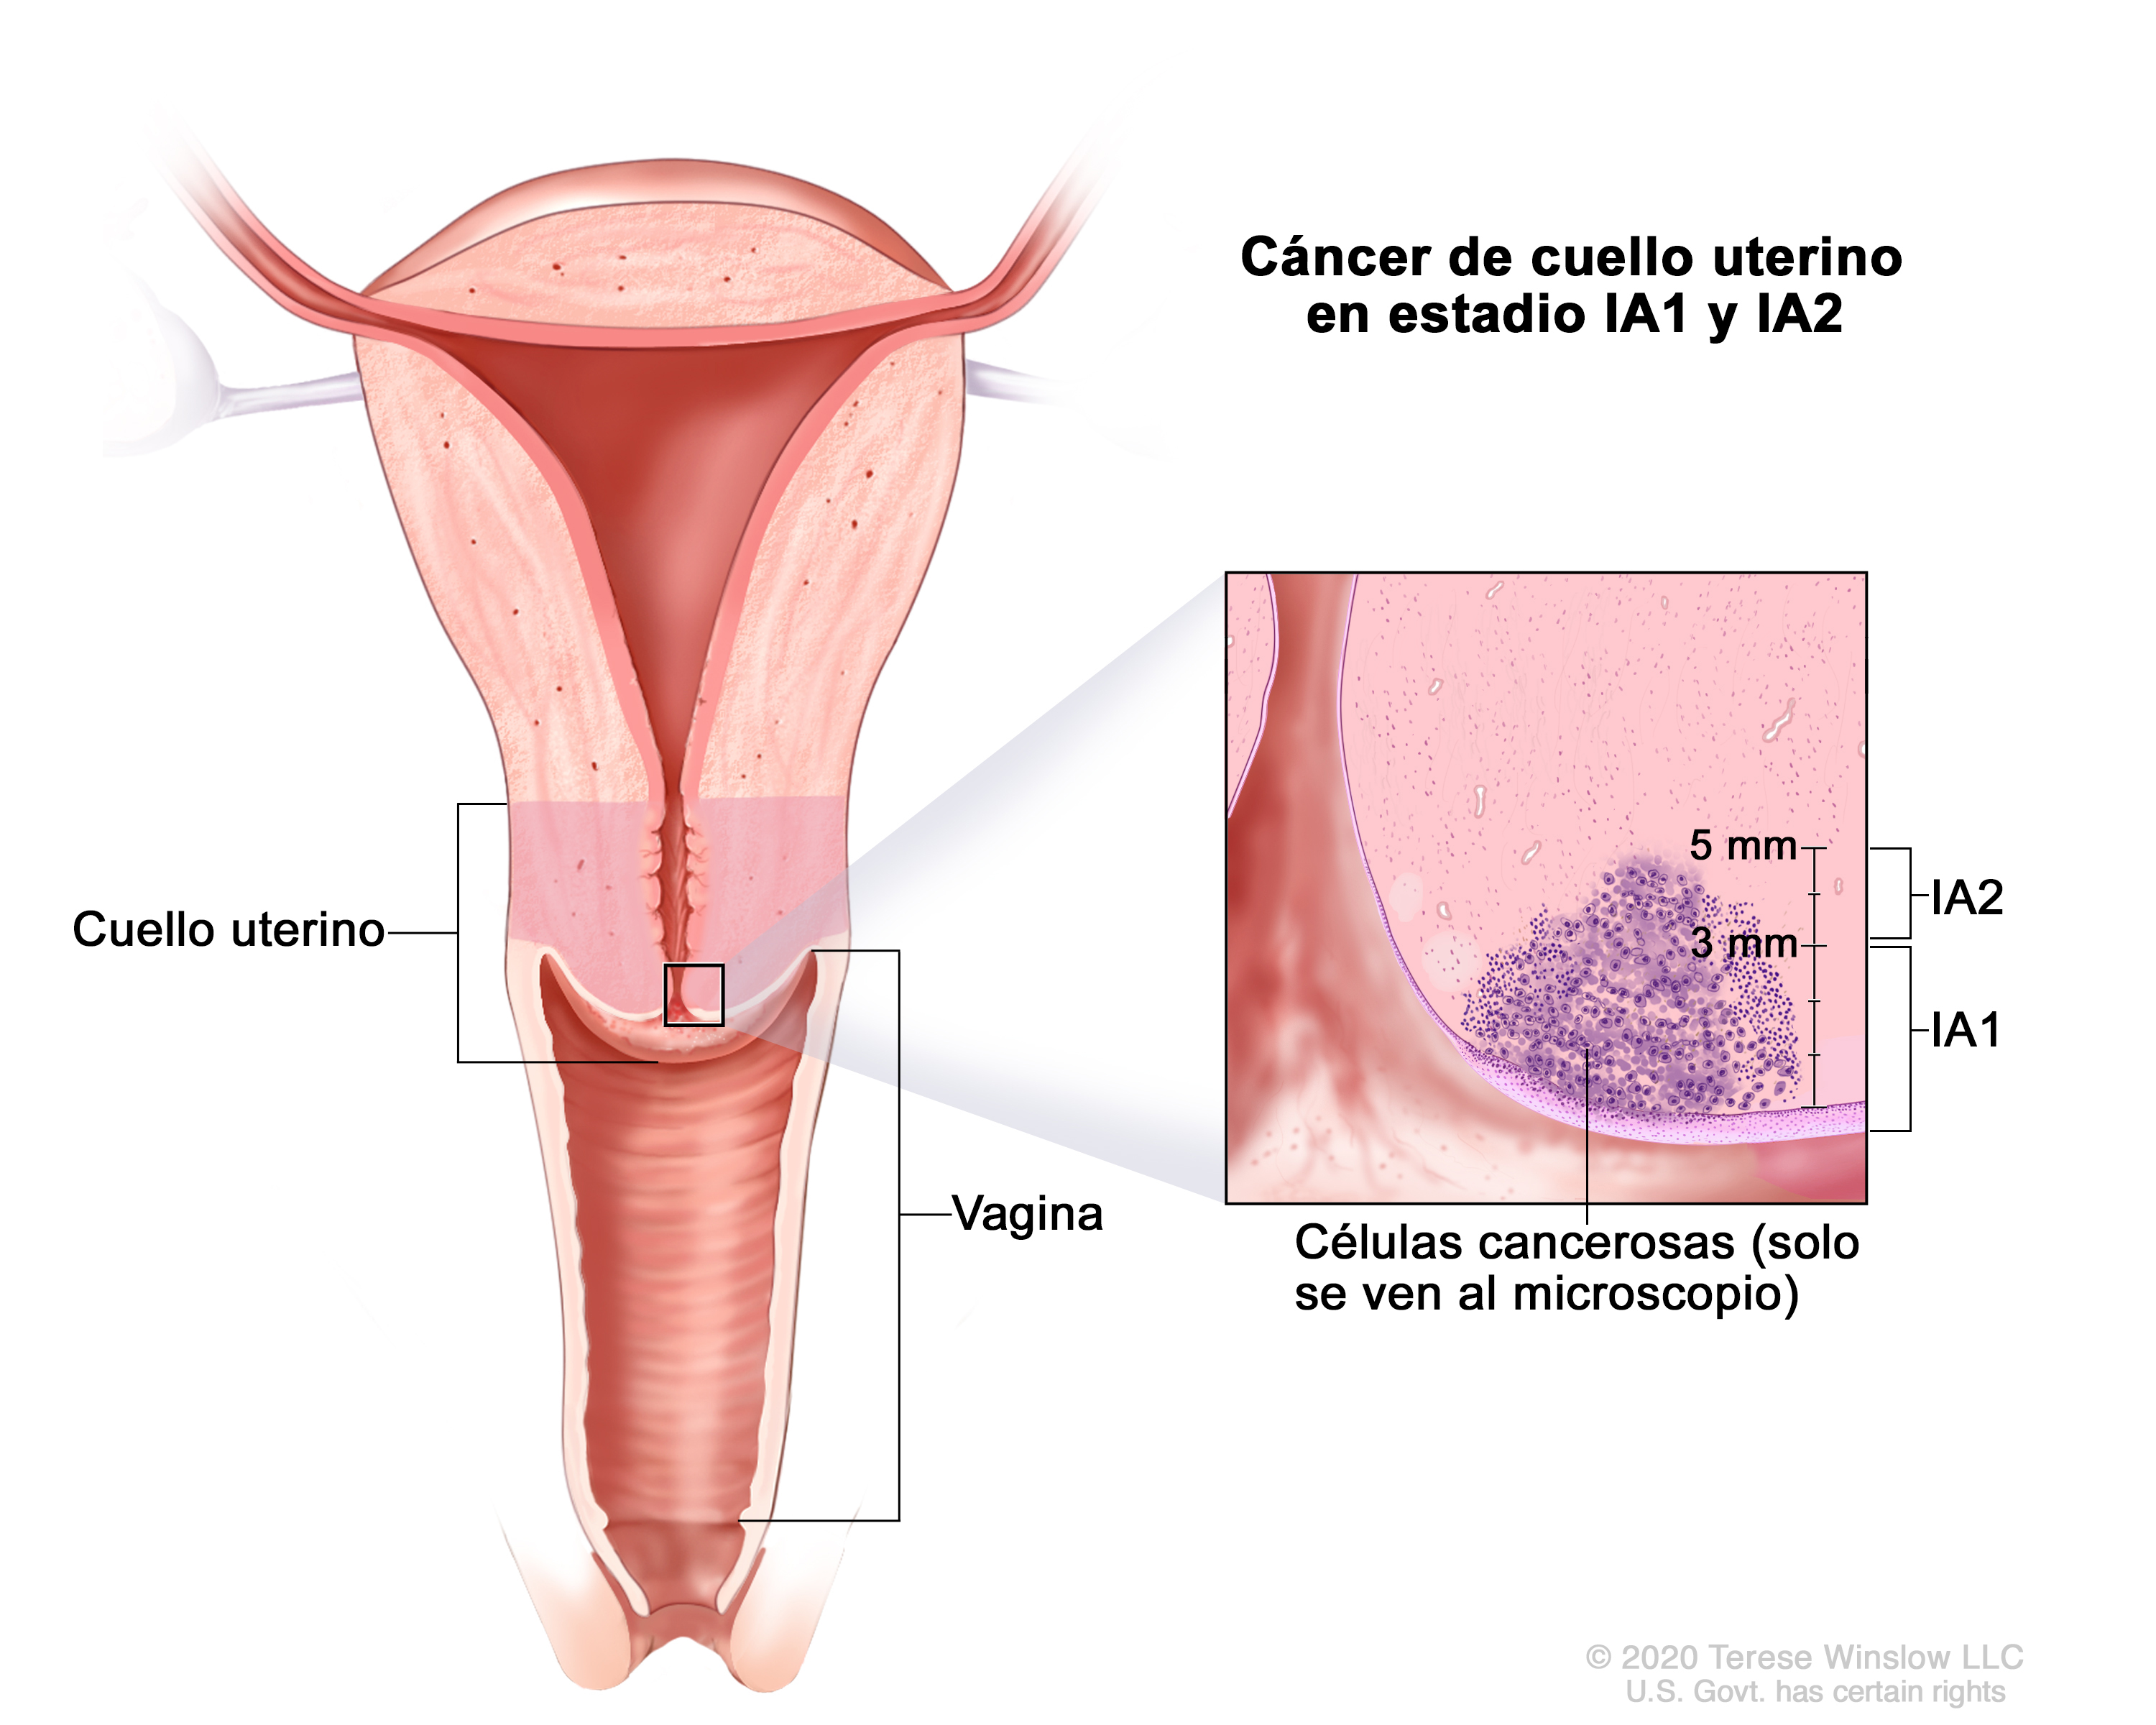 Cáncer de cuello uterino
en estadio IA1 y IA2
5 mm
IA2
3 mm
Cuello uterino
IA1
Vagina
Células cancerosas (solo
se ven al microscopio)
© 2020 Terese Winslow LLC
U.S. Govt. has certain rights